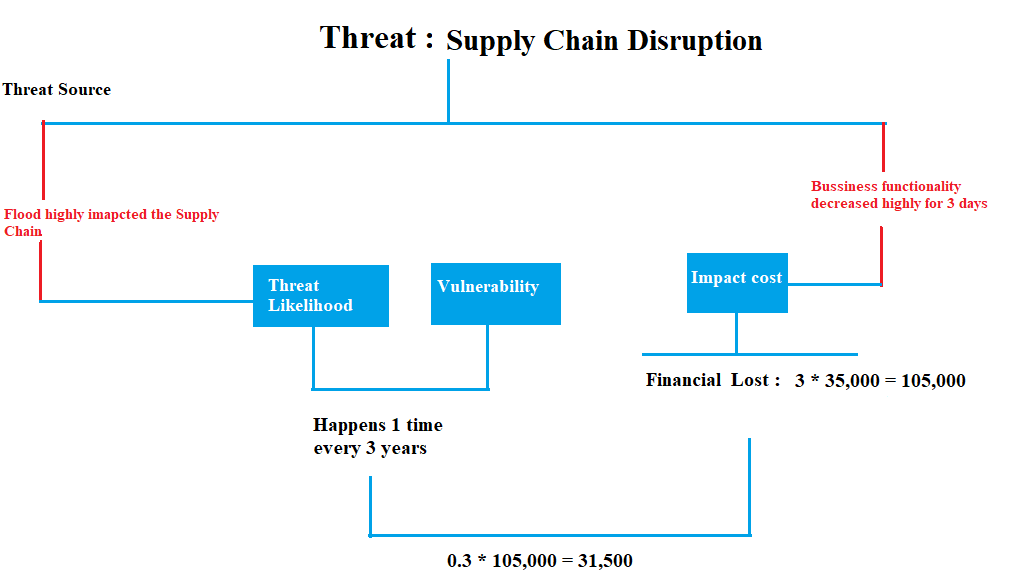 Threat : Supply Chain Disruption
Threat Source
Bussiness functionality
decreased highly for 3 days
Flood highly imapcted the Supply
Chain
Threat
Likelihood
Vulnerability
Impact cost
Financial Lost : 3 * 35,000 = 105,000
Happens 1 time
every 3 years
0.3 * 105,000 = 31,500